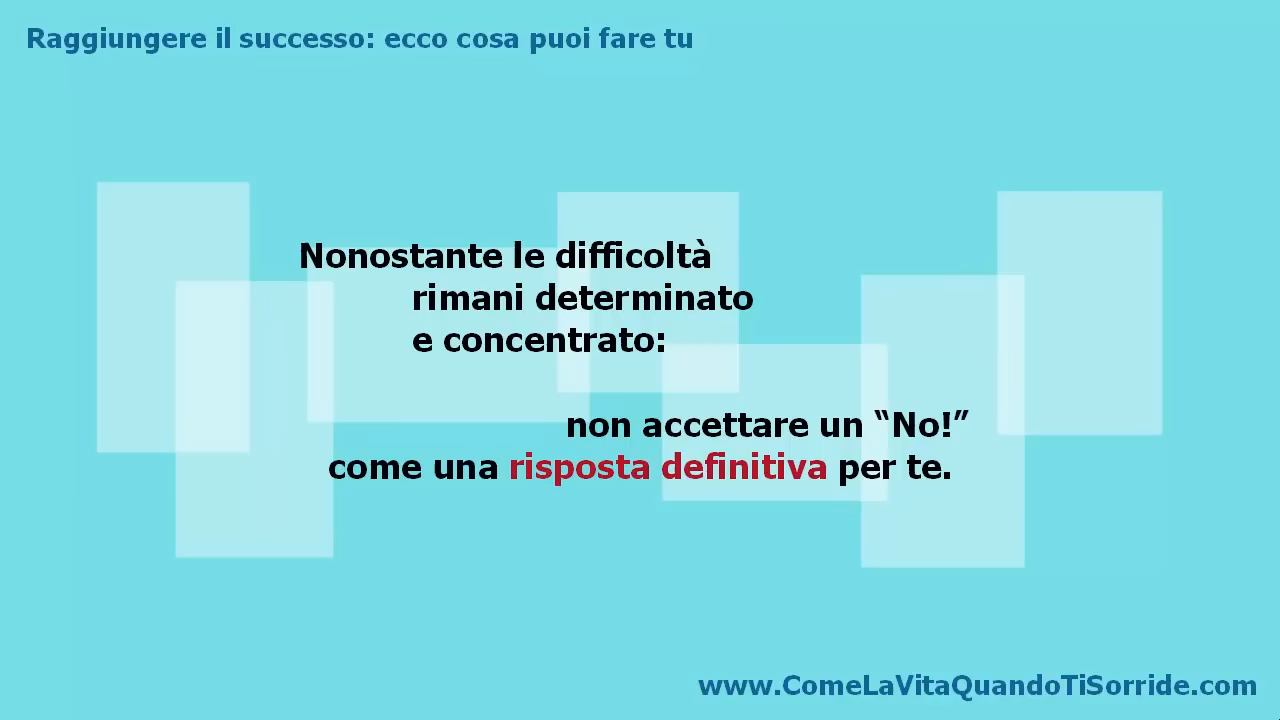 Raggiungere il successo: ecco cosa puoi fare tu
Nonostante le difficoltà
rimani determinato
e concentrato:
non accettare un “No!”
come una risposta definitiva per te.
www.ComeLaVitaQuandoTiSorride.com